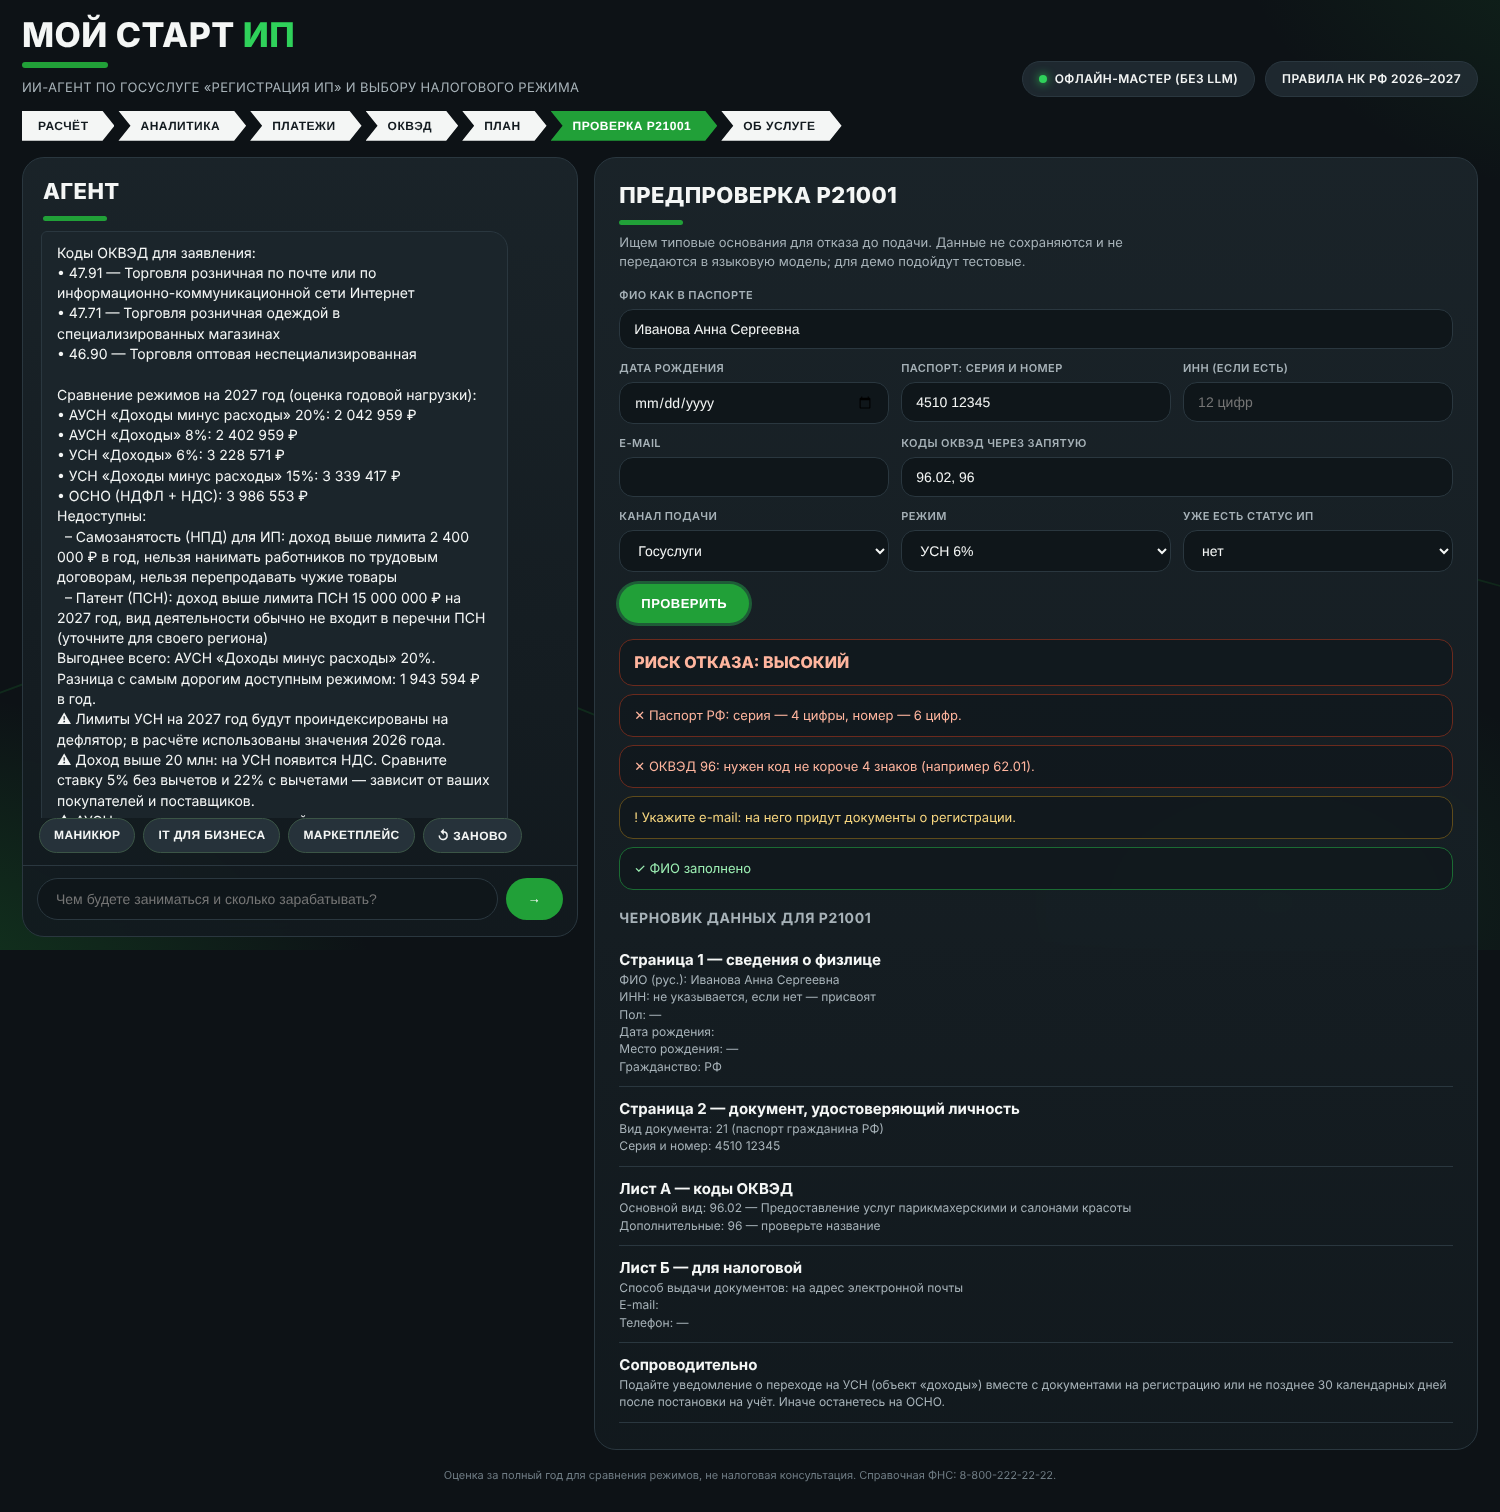 МОЙ СТАРТ ИП
ИИ-АГЕНТ ПО ГОСУСЛУГЕ «РЕГИСТРАЦИЯ ИП» И ВЫБОРУ НАЛОГОВОГО РЕЖИМА
ОФЛАЙН-МАСТЕР (БЕЗ LLM)
ПРАВИЛА НК РФ 2026–2027
РАСЧЁТ
АНАЛИТИКА
ПЛАТЕЖИ
ОКВЭД
ПЛАН
ПРОВЕРКА Р21001
ОБ УСЛУГЕ
АГЕНТ
Коды ОКВЭД для заявления:
• 47.91 — Торговля розничная по почте или по
информационно-коммуникационной сети Интернет
• 47.71 — Торговля розничная одеждой в
специализированных магазинах
• 46.90 — Торговля оптовая неспециализированная
Сравнение режимов на 2027 год (оценка годовой нагрузки):
• АУСН «Доходы минус расходы» 20%: 2 042 959 ₽
• АУСН «Доходы» 8%: 2 402 959 ₽
• УСН «Доходы» 6%: 3 228 571 ₽
• УСН «Доходы минус расходы» 15%: 3 339 417 ₽
• ОСНО (НДФЛ + НДС): 3 986 553 ₽
Недоступны:
– Самозанятость (НПД) для ИП: доход выше лимита 2 400
000 ₽ в год, нельзя нанимать работников по трудовым
договорам, нельзя перепродавать чужие товары
– Патент (ПСН): доход выше лимита ПСН 15 000 000 ₽ на
2027 год, вид деятельности обычно не входит в перечни ПСН
(уточните для своего региона)
Выгоднее всего: АУСН «Доходы минус расходы» 20%.
Разница с самым дорогим доступным режимом: 1 943 594 ₽
в год.
⚠ Лимиты УСН на 2027 год будут проиндексированы на
дефлятор; в расчёте использованы значения 2026 года.
⚠ Доход выше 20 млн: на УСН появится НДС. Сравните
ставку 5% без вычетов и 22% с вычетами — зависит от ваших
покупателей и поставщиков.
МАНИКЮР
IT ДЛЯ БИЗНЕСА
МАРКЕТПЛЕЙС
↺ ЗАНОВО
Чем будете заниматься и сколько зарабатывать?
→
ПРЕДПРОВЕРКА Р21001
Ищем типовые основания для отказа до подачи. Данные не сохраняются и не
передаются в языковую модель; для демо подойдут тестовые.
ФИО КАК В ПАСПОРТЕ
Иванова Анна Сергеевна
ДАТА РОЖДЕНИЯ
ПАСПОРТ: СЕРИЯ И НОМЕР
ИНН (ЕСЛИ ЕСТЬ)
mm/dd/yyyy
4510 12345
12 цифр
E-MAIL
КОДЫ ОКВЭД ЧЕРЕЗ ЗАПЯТУЮ
96.02, 96
КАНАЛ ПОДАЧИ
РЕЖИМ
УЖЕ ЕСТЬ СТАТУС ИП
Госуслуги
УСН 6%
нет
ПРОВЕРИТЬ
РИСК ОТКАЗА: ВЫСОКИЙ
✕ Паспорт РФ: серия — 4 цифры, номер — 6 цифр.
✕ ОКВЭД 96: нужен код не короче 4 знаков (например 62.01).
! Укажите e-mail: на него придут документы о регистрации.
✓ ФИО заполнено
ЧЕРНОВИК ДАННЫХ ДЛЯ Р21001
Страница 1 — сведения о физлице
ФИО (рус.): Иванова Анна Сергеевна
ИНН: не указывается, если нет — присвоят
Пол: —
Дата рождения:
Место рождения: —
Гражданство: РФ
Страница 2 — документ, удостоверяющий личность
Вид документа: 21 (паспорт гражданина РФ)
Серия и номер: 4510 12345
Лист А — коды ОКВЭД
Основной вид: 96.02 — Предоставление услуг парикмахерскими и салонами красоты
Дополнительные: 96 — проверьте название
Лист Б — для налоговой
Способ выдачи документов: на адрес электронной почты
E-mail:
Телефон: —
Сопроводительно
Подайте уведомление о переходе на УСН (объект «доходы») вместе с документами на регистрацию или не позднее 30 календарных дней
после постановки на учёт. Иначе останетесь на ОСНО.
Оценка за полный год для сравнения режимов, не налоговая консультация. Справочная ФНС: 8-800-222-22-22.